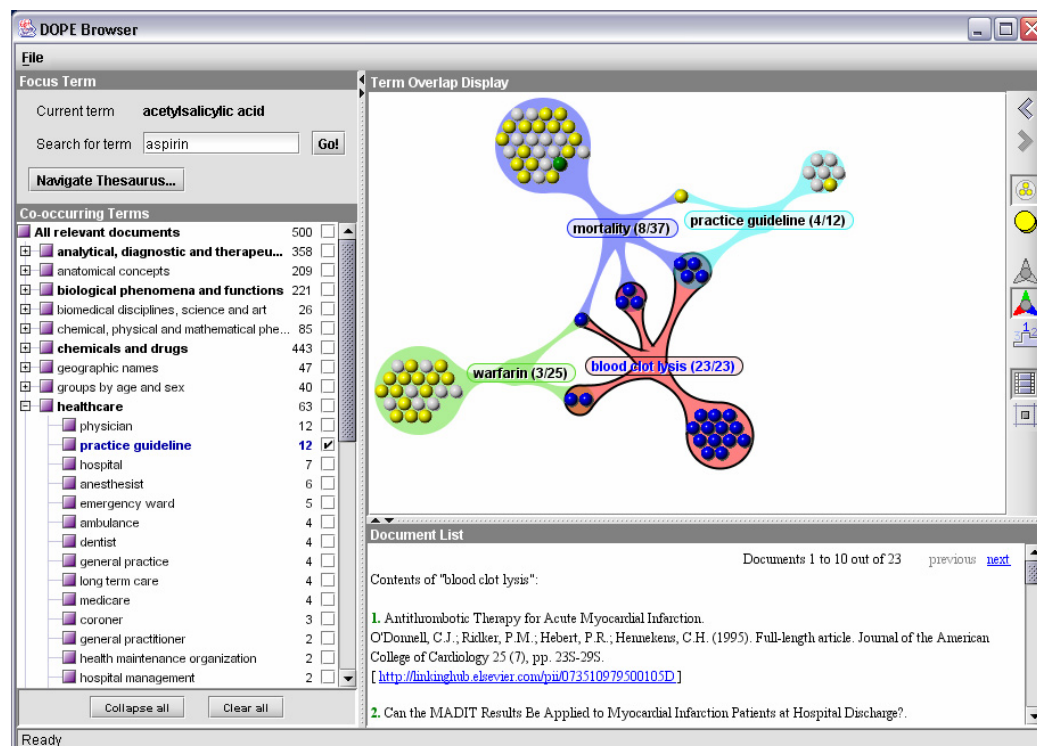 DOPE Browser
File
Focus Term
Current term acetylsalicylic acid
Search for term aspirin Go!
Navigate Thesaurus...
Co-occurring Terms
All relevant documents 500
analytical, diagnostic and therapeu... 358
anatomical concepts 209
biological phenomena and functions 221
biomedical disciplines, science and art 26
chemical, physical and mathematical phe... 85
chemicals and drugs 443
geographic names 47
groups by age and sex 40
healthcare 63
physician 12
practice guideline 12
hospital 7
anesthesist 6
emergency ward 5
ambulance 4
dentist 4
general practice 4
long term care 4
medicare 4
coroner 3
general practitioner 2
health maintenance organization 2
hospital management 2
Collapse all Clear all
Ready
Term Overlap Display
mortality (8/37)
practice guideline (4/12)
warfarin (3/25)
blood clot lysis (23/23)
1 2
Document List
Documents 1 to 10 out of 23 previous next
Contents of "blood clot lysis":
1. Antithrombotic Therapy for Acute Myocardial Infarction.
O'Donnell, C.J.; Ridker, P.M.; Hebert, P.R.; Hennekens, C.H. (1995). Full-length article. Journal of the American
College of Cardiology 25 (7), pp. 23S-29S.
[ http://linkinghub.elsevier.com/pii/073510979500105D ]
2. Can the MADIT Results Be Applied to Myocardial Infarction Patients at Hospital Discharge?.